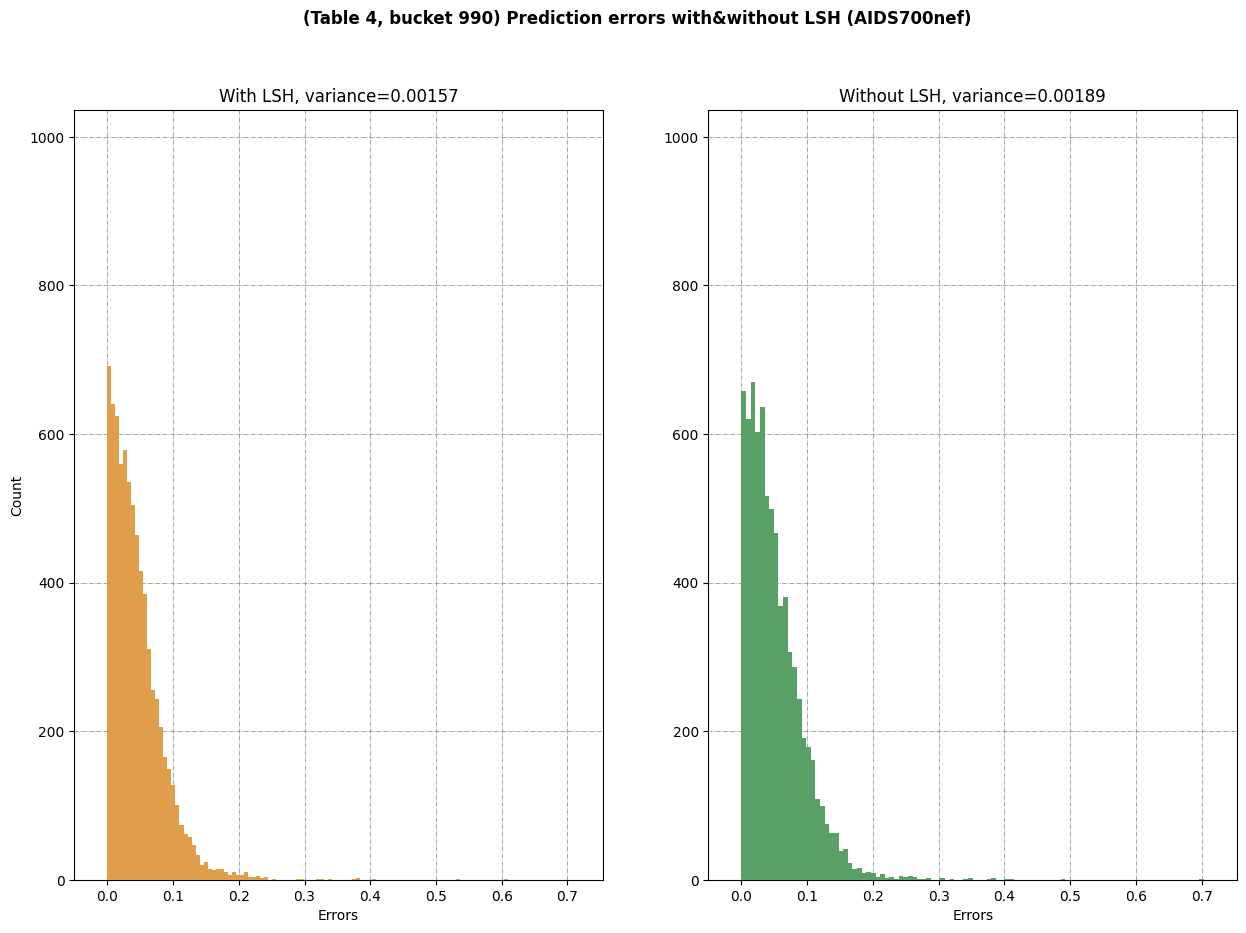 (Table 4, bucket 990) Prediction errors with&without LSH (AIDS700nef)
With LSH, variance=0.00157
1000
800
600
400
200
0
Count
0.0 0.1 0.2 0.3 0.4 0.5 0.6 0.7
Errors
Without LSH, variance=0.00189
1000
800
600
400
200
0
0.0 0.1 0.2 0.3 0.4 0.5 0.6 0.7
Errors